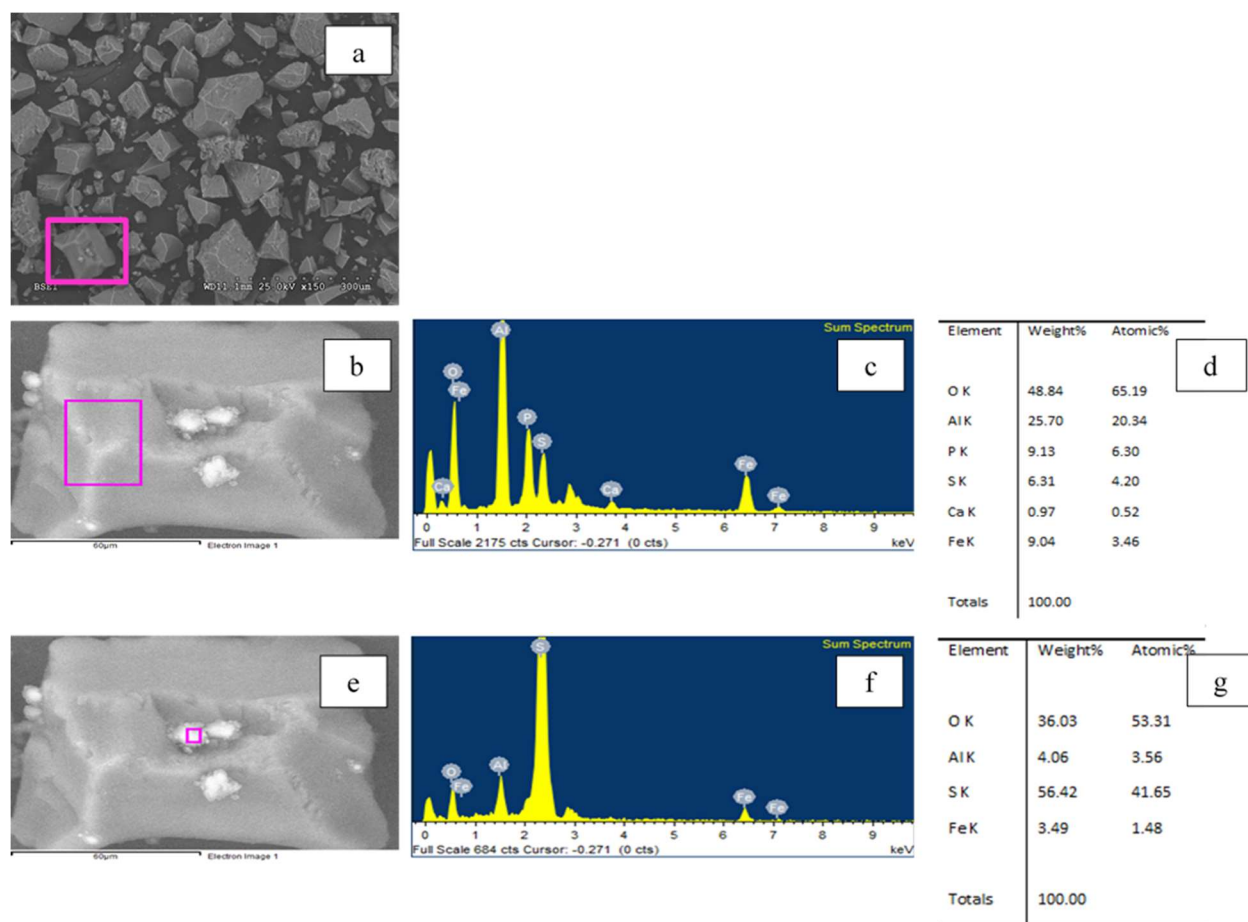 a
BSE1 WD11.1mm 25.0kV x150 300um
b
60μm Electron Image 1
Sum Spectrum
c
Al
O
Fe
P
S
Ca
Ca
Fe
Fe
0 1 2 3 4 5 6 7 8 9
Full Scale 2175 cts Cursor: -0.271 (0 cts) keV
Element Weight% Atomic%
d
O K 48.84 65.19
Al K 25.70 20.34
P K 9.13 6.30
S K 6.31 4.20
Ca K 0.97 0.52
Fe K 9.04 3.46
Totals 100.00
e
60μm Electron Image 1
Sum Spectrum
f
S
O
Fe
Al
Fe
Fe
0 1 2 3 4 5 6 7 8 9
Full Scale 684 cts Cursor: -0.271 (0 cts) keV
Element Weight% Atomic%
g
O K 36.03 53.31
Al K 4.06 3.56
S K 56.42 41.65
Fe K 3.49 1.48
Totals 100.00